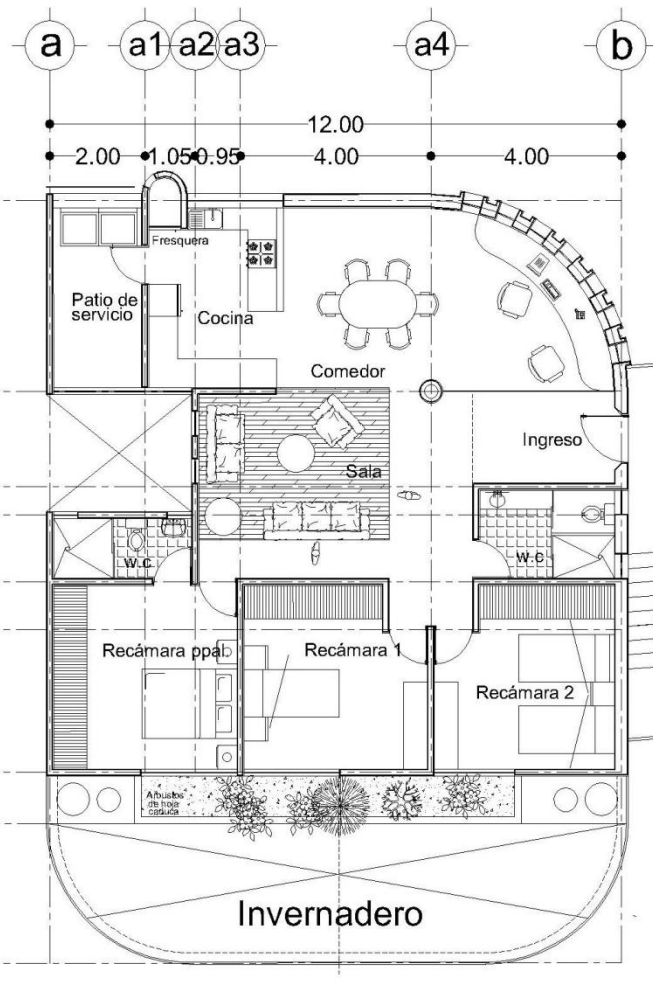 a a1 a2 a3 a4 b
12.00
2.00 1.05 0.95 4.00 4.00
Fresquera
Patio de
servicio
Cocina
Comedor
Ingreso
Sala
w.c
w.c
Recámara ppal.
Recámara 1
Recámara 2
Arbustos
de hoja
caduca
Invernadero